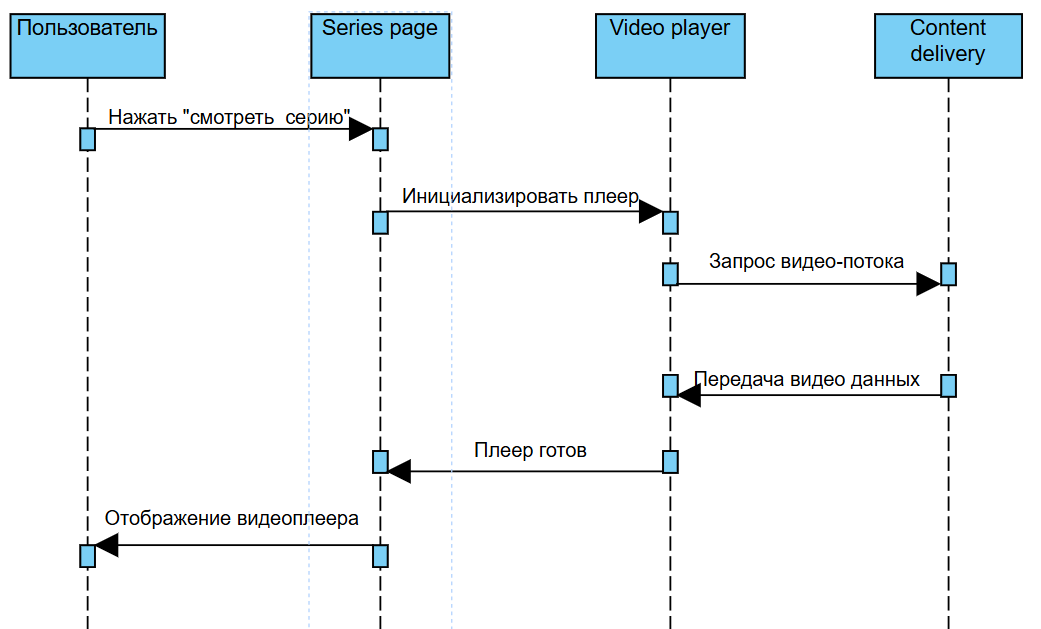 Пользователь
Series page
Video player
Content
delivery
Нажать "смотреть серию"
Инициализировать плеер
Запрос видео-потока
Передача видео данных
Плеер готов
Отображение видеоплеера